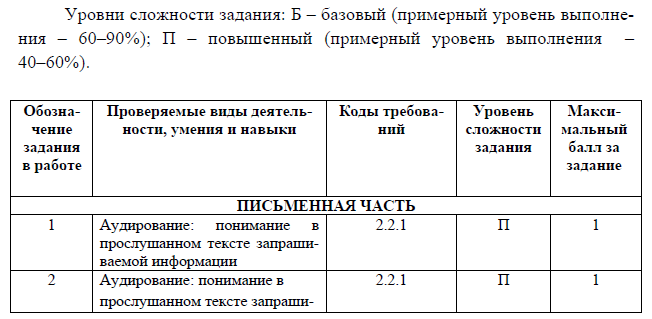 Уровни сложности задания: Б – базовый (примерный уровень выполне-
ния – 60–90%); П – повышенный (примерный уровень выполнения –
40–60%).
Обозна-
чение
задания
в работе
Проверяемые виды деятель-
ности, умения и навыки
Коды требова-
ний
Уровень
сложности
задания
Макси-
мальный
балл за
задание
ПИСЬМЕННАЯ ЧАСТЬ
1
Аудирование: понимание в
прослушанном тексте запраши-
ваемой информации
2.2.1
П
1
2
Аудирование: понимание в
прослушанном тексте запраши-
2.2.1
П
1